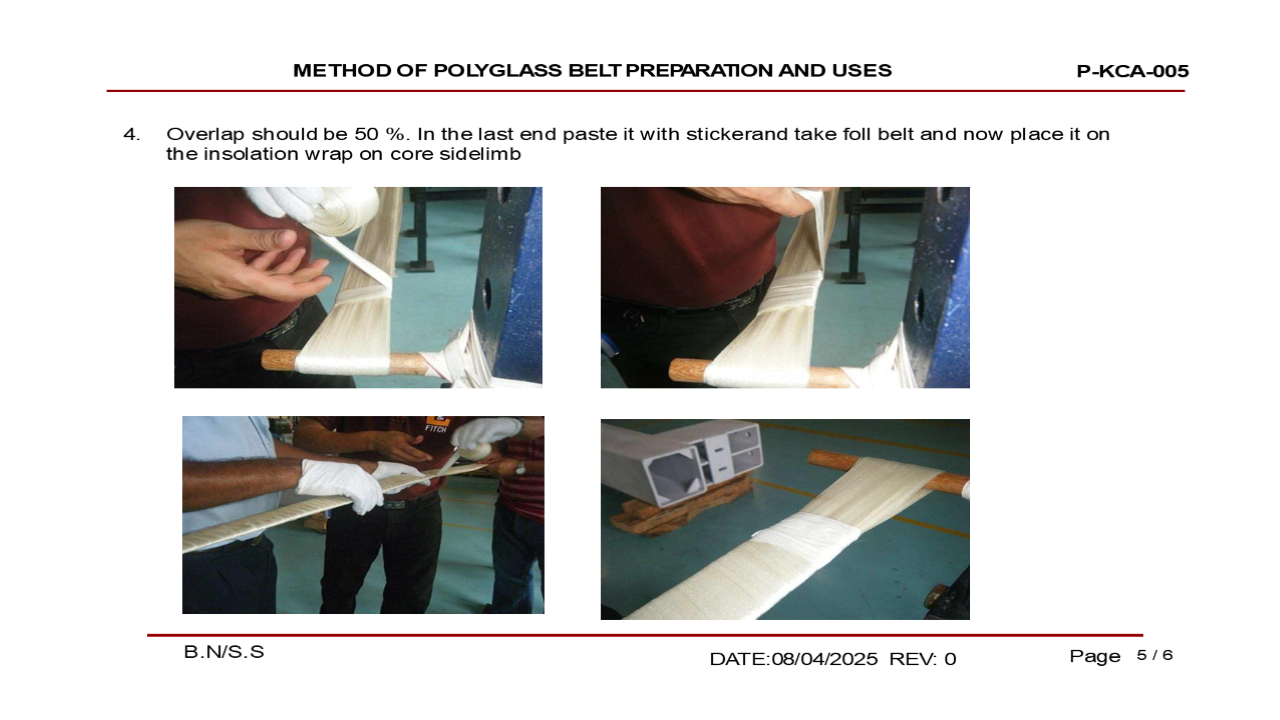 METHOD OF POLYGLASS BELT PREPARATION AND USES P-KCA-005
4. Overlap should be 50 %. In the last end paste it with stickerand take foll belt and now place it on
the insolation wrap on core sidelimb
FITCH
B.N/S.S DATE:08/04/2025 REV: 0 Page 5 / 6